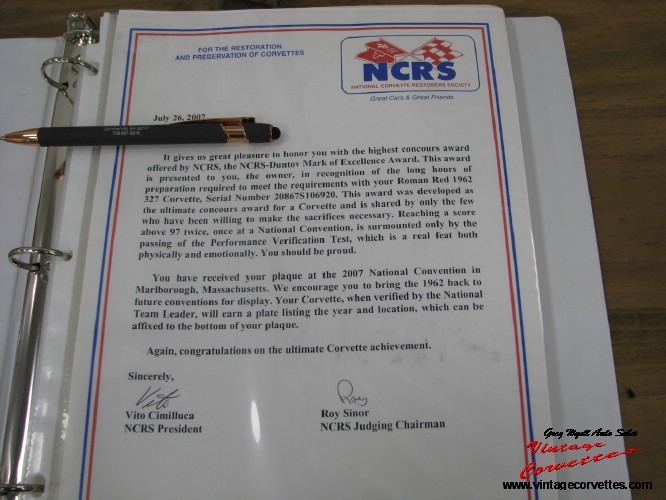 FOR THE RESTORATION
AND PRESERVATION OF CORVETTES
NCRS
NATIONAL CORVETTE RESTORERS SOCIETY
Great Cars & Great Friends
July 26, 2007
It gives us great pleasure to honor you with the highest concours award
offered by NCRS, the NCRS-Duntov Mark of Excellence Award. This award
is presented to you, the owner, in recognition of the long hours of
preparation required to meet the requirements with your Roman Red 1962
327 Corvette, Serial Number 20867S106920. This award was developed as
the ultimate concours award for a Corvette and is shared by only the few
who have been willing to make the sacrifices necessary. Reaching a score
above 97 twice, once at a National Convention, is surmounted only by the
passing of the Performance Verification Test, which is a real feat both
physically and emotionally. You should be proud.
You have received your plaque at the 2007 National Convention in
Marlborough, Massachusetts. We encourage you to bring the 1962 back to
future conventions for display. Your Corvette, when verified by the National
Team Leader, will earn a plate listing the year and location, which can be
affixed to the bottom of your plaque.
Again, congratulations on the ultimate Corvette achievement.
Sincerely,
Vito
Roy
Vito Cimilluca
NCRS President
Roy Sinor
NCRS Judging Chairman
Greg Wyatt Auto Sales
Vintage
Corvettes
www.vintagecorvettes.com